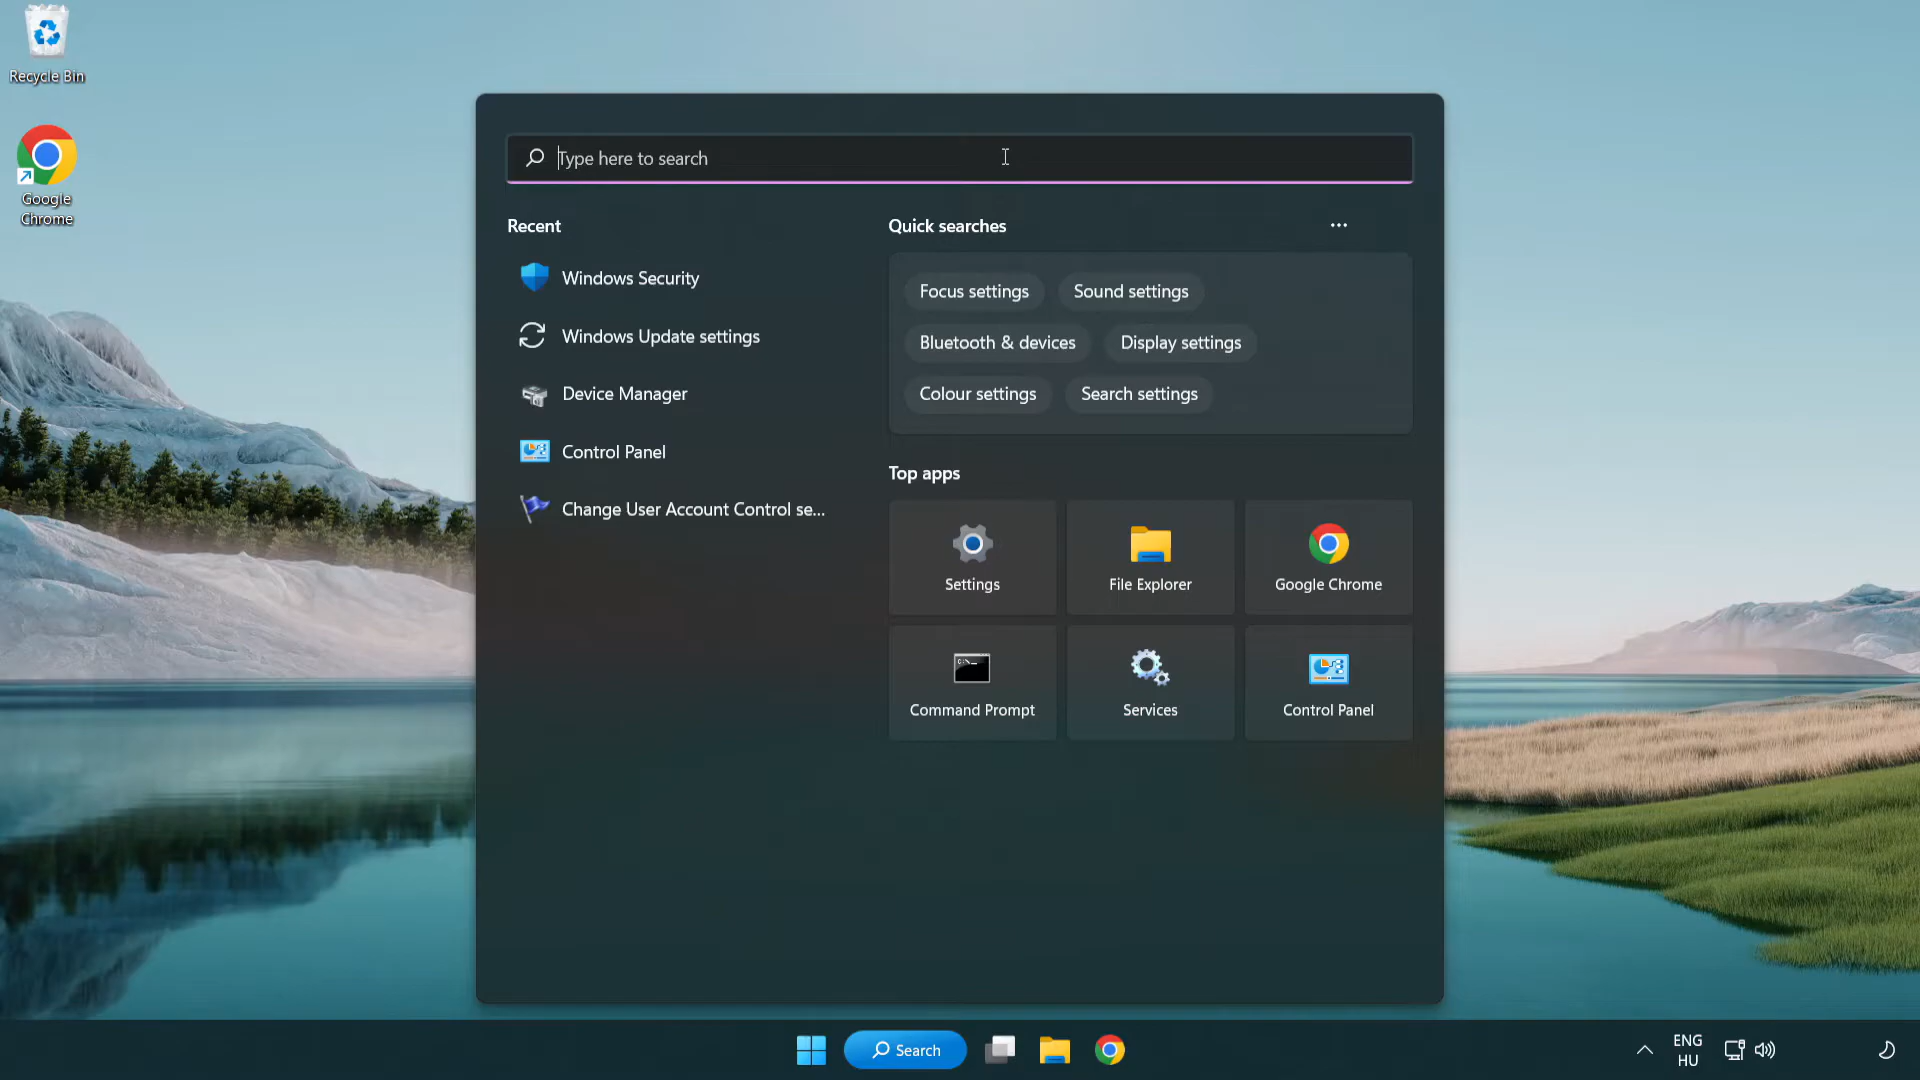 Recycle Bin
Google
Chrome
Type here to search
Recent
Windows Security
Windows Update settings
Device Manager
Control Panel
Change User Account Control se...
Quick searches
Focus settings
Sound settings
Bluetooth & devices
Display settings
Colour settings
Search settings
Top apps
Settings
File Explorer
Google Chrome
Command Prompt
Services
Control Panel
Search
ENG
HU